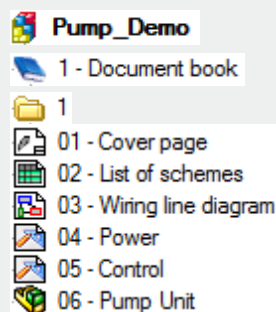 Pump_Demo
1 - Document book
1
01 - Cover page
02 - List of schemes
03 - Wiring line diagram
04 - Power
05 - Control
06 - Pump Unit